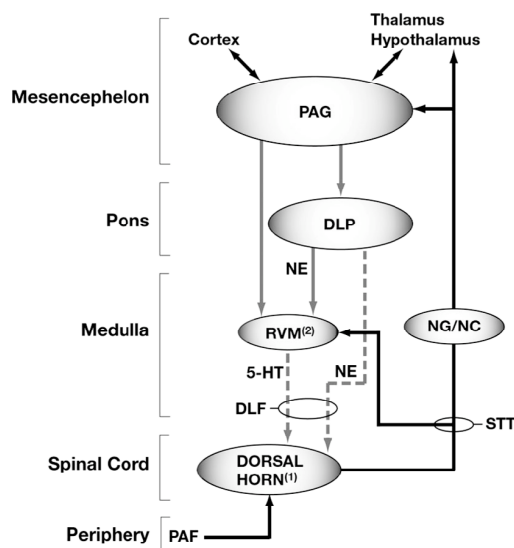 Thalamus
Cortex Hypothalamus
Mesencephelon
PAG
Pons
DLP
NE
Medulla
RVM(2)
NG/NC
5-HT NE
DLF
STT
Spinal Cord
DORSAL
HORN(1)
Periphery PAF